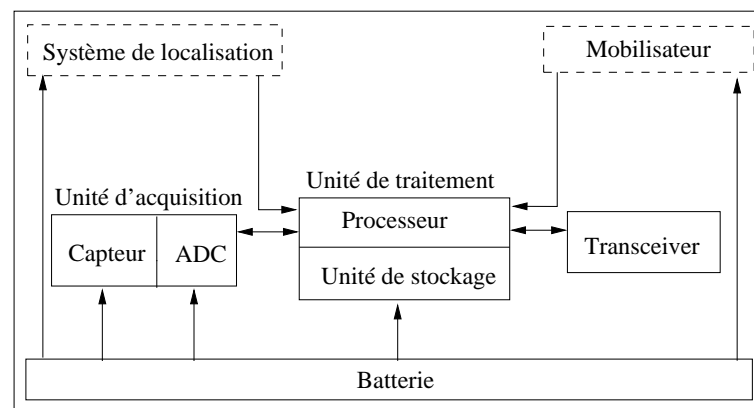 Système de localisation
Mobilisateur
Unité d'acquisition
Unité de traitement
Capteur
ADC
Processeur
Unité de stockage
Transceiver
Batterie